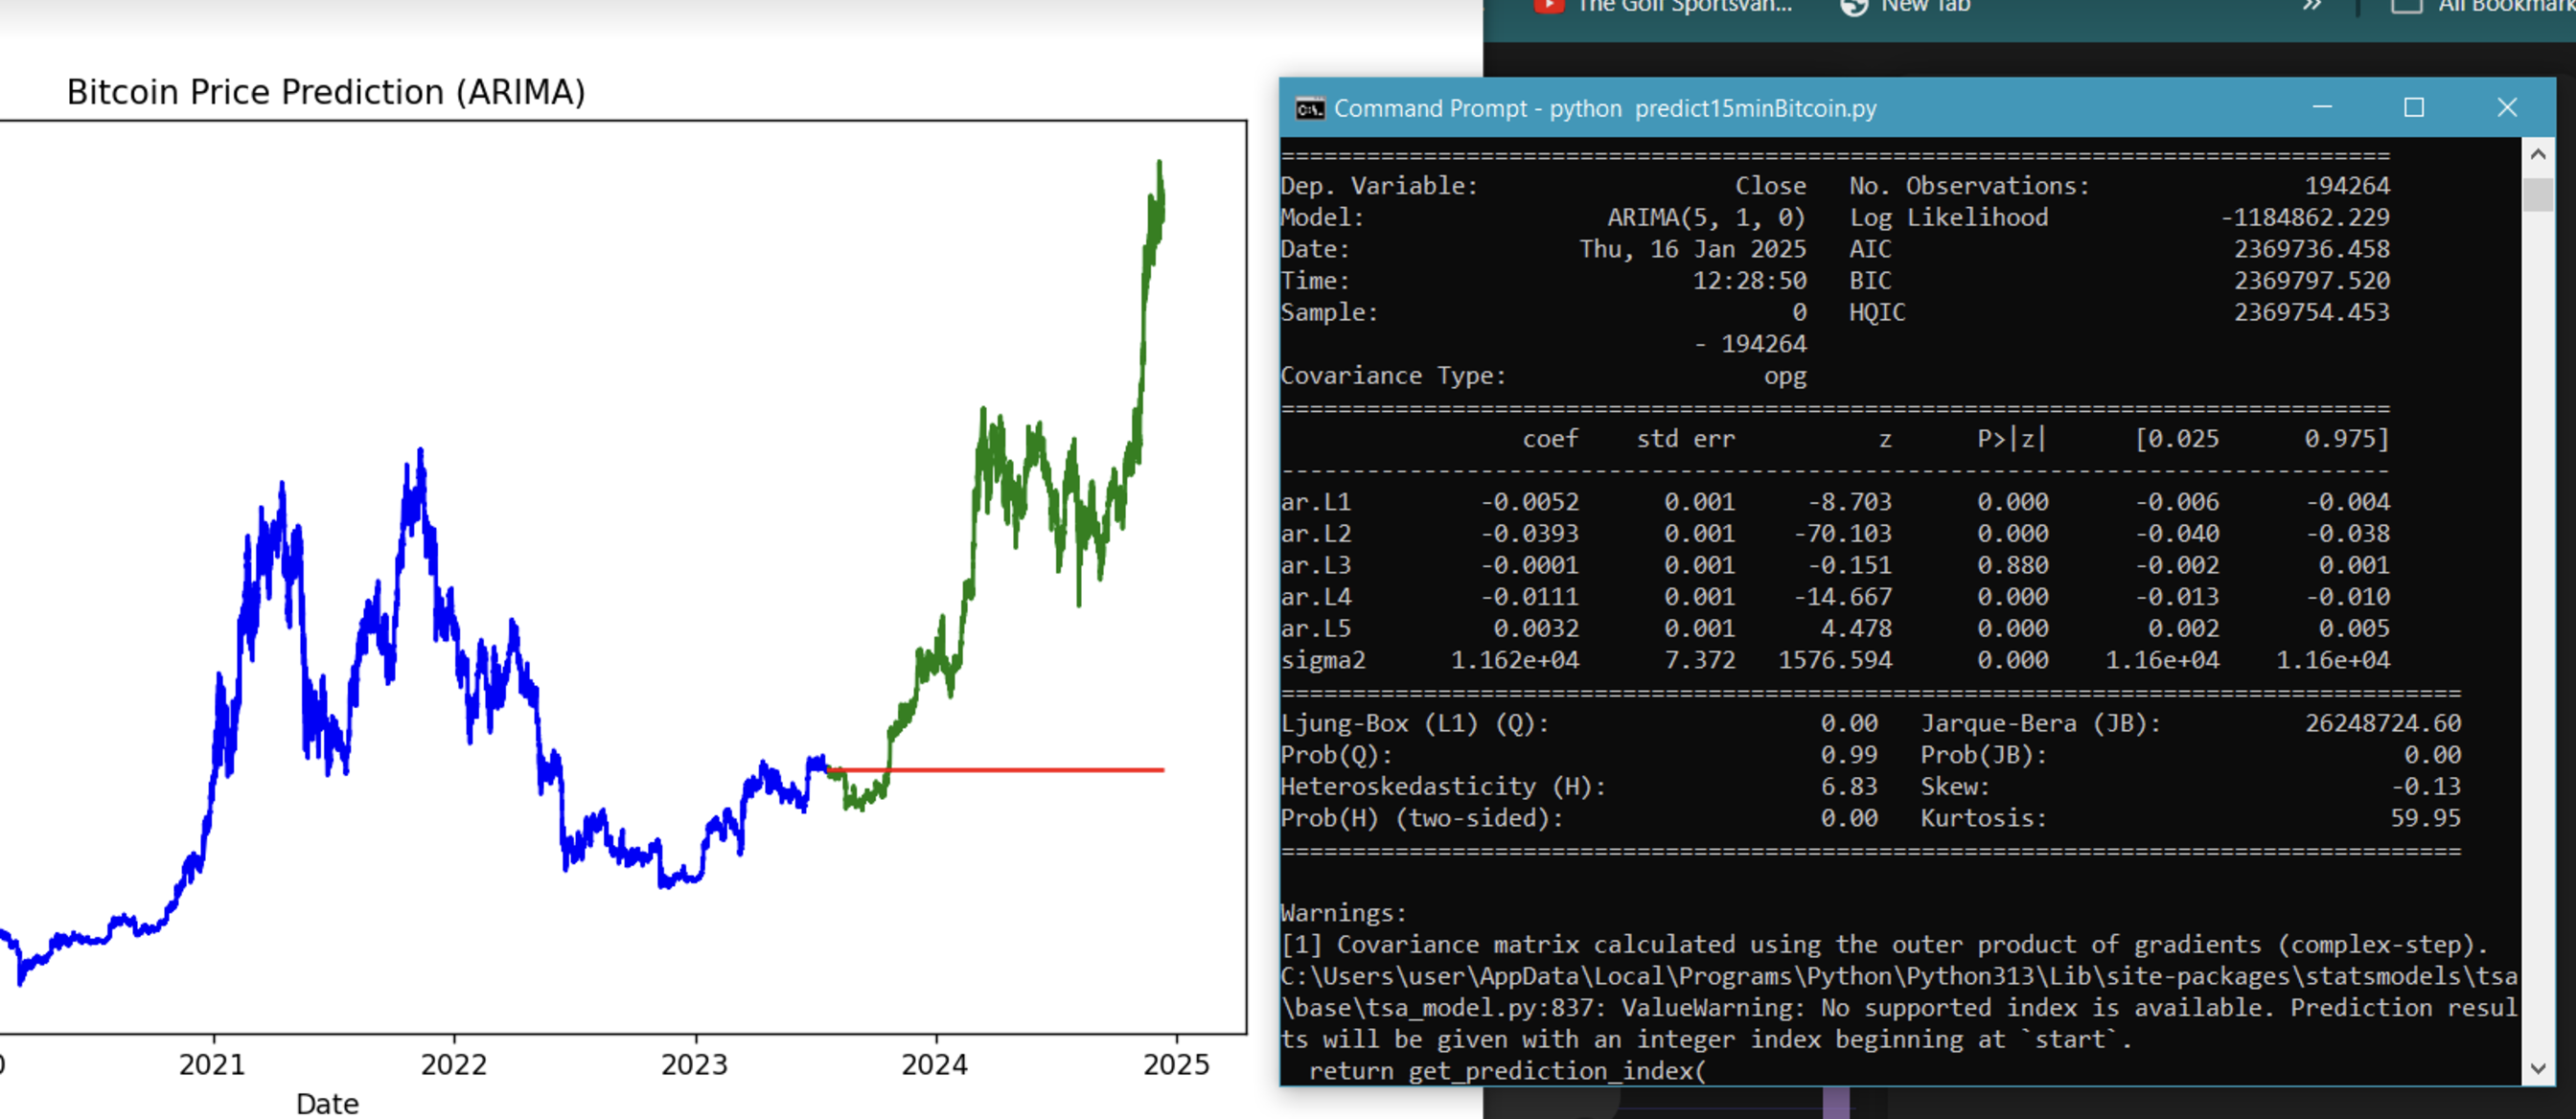 The Golf Sportsvan...   New Tab   »   All Bookmark
Bitcoin Price Prediction (ARIMA)
2021 2022 2023 2024 2025
Date
Command Prompt - python  predict15minBitcoin.py
==============================================================================
Dep. Variable: Close No. Observations: 194264
Model: ARIMA(5, 1, 0) Log Likelihood -1184862.229
Date: Thu, 16 Jan 2025 AIC 2369736.458
Time: 12:28:50 BIC 2369797.520
Sample: 0 HQIC 2369754.453
- 194264
Covariance Type: opg
==============================================================================
coef std err z P>|z| [0.025 0.975]
------------------------------------------------------------------------------
ar.L1 -0.0052 0.001 -8.703 0.000 -0.006 -0.004
ar.L2 -0.0393 0.001 -70.103 0.000 -0.040 -0.038
ar.L3 -0.0001 0.001 -0.151 0.880 -0.002 0.001
ar.L4 -0.0111 0.001 -14.667 0.000 -0.013 -0.010
ar.L5 0.0032 0.001 4.478 0.000 0.002 0.005
sigma2 1.162e+04 7.372 1576.594 0.000 1.16e+04 1.16e+04
===================================================================================
Ljung-Box (L1) (Q): 0.00 Jarque-Bera (JB): 26248724.60
Prob(Q): 0.99 Prob(JB): 0.00
Heteroskedasticity (H): 6.83 Skew: -0.13
Prob(H) (two-sided): 0.00 Kurtosis: 59.95
===================================================================================
Warnings:
[1] Covariance matrix calculated using the outer product of gradients (complex-step).
C:\Users\user\AppData\Local\Programs\Python\Python313\Lib\site-packages\statsmodels\tsa
\base\tsa_model.py:837: ValueWarning: No supported index is available. Prediction resul
ts will be given with an integer index beginning at `start`.
return get_prediction_index(